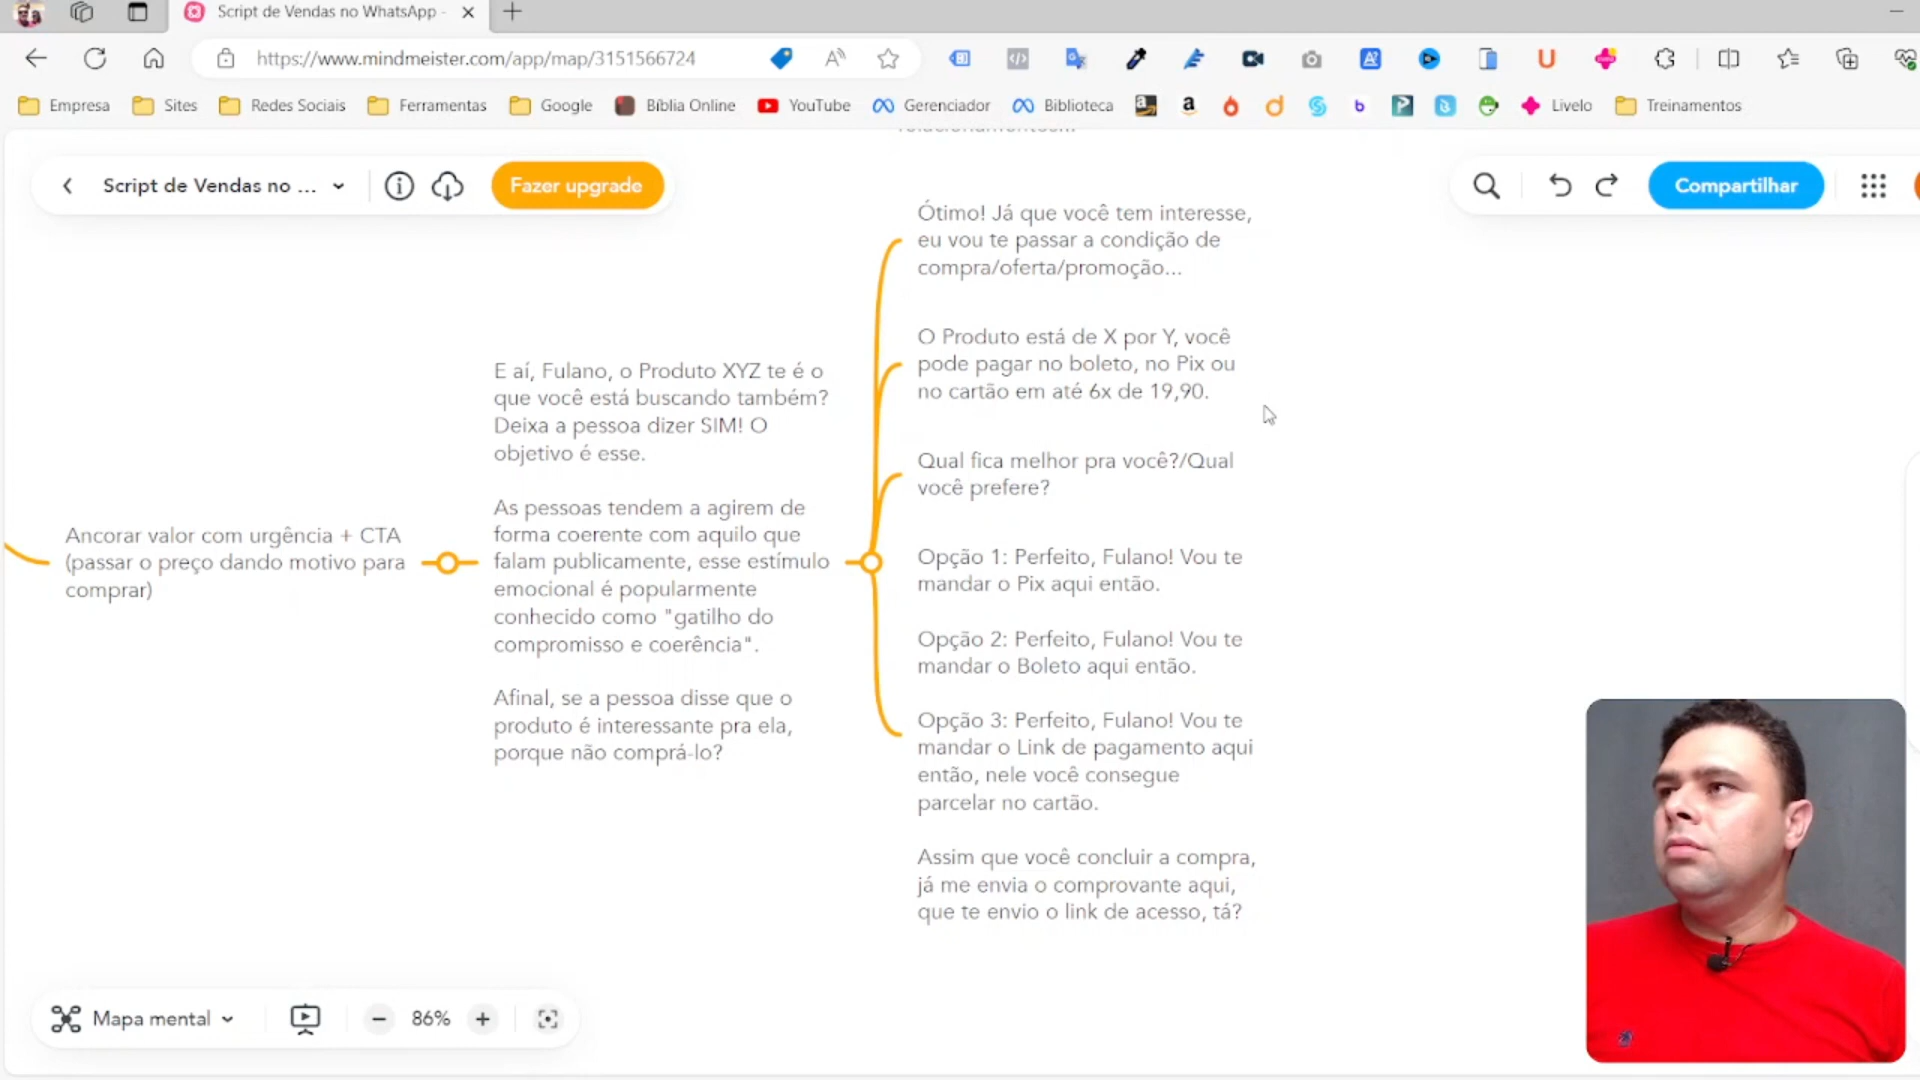 Script de Vendas no WhatsApp -
https://www.mindmeister.com/app/map/3151566724
Empresa
Sites
Redes Sociais
Ferramentas
Google
Bíblia Online
YouTube
Gerenciador
Biblioteca
Livelo
Treinamentos
Script de Vendas no ...
Fazer upgrade
Compartilhar
Ancorar valor com urgência + CTA
(passar o preço dando motivo para
comprar)
E aí, Fulano, o Produto XYZ te é o
que você está buscando também?
Deixa a pessoa dizer SIM! O
objetivo é esse.
As pessoas tendem a agirem de
forma coerente com aquilo que
falam publicamente, esse estímulo
emocional é popularmente
conhecido como "gatilho do
compromisso e coerência".
Afinal, se a pessoa disse que o
produto é interessante pra ela,
porque não comprá-lo?
Ótimo! Já que você tem interesse,
eu vou te passar a condição de
compra/oferta/promoção...
O Produto está de X por Y, você
pode pagar no boleto, no Pix ou
no cartão em até 6x de 19,90.
Qual fica melhor pra você?/Qual
você prefere?
Opção 1: Perfeito, Fulano! Vou te
mandar o Pix aqui então.
Opção 2: Perfeito, Fulano! Vou te
mandar o Boleto aqui então.
Opção 3: Perfeito, Fulano! Vou te
mandar o Link de pagamento aqui
então, nele você consegue
parcelar no cartão.
Assim que você concluir a compra,
já me envia o comprovante aqui,
que te envio o link de acesso, tá?
Mapa mental
86%